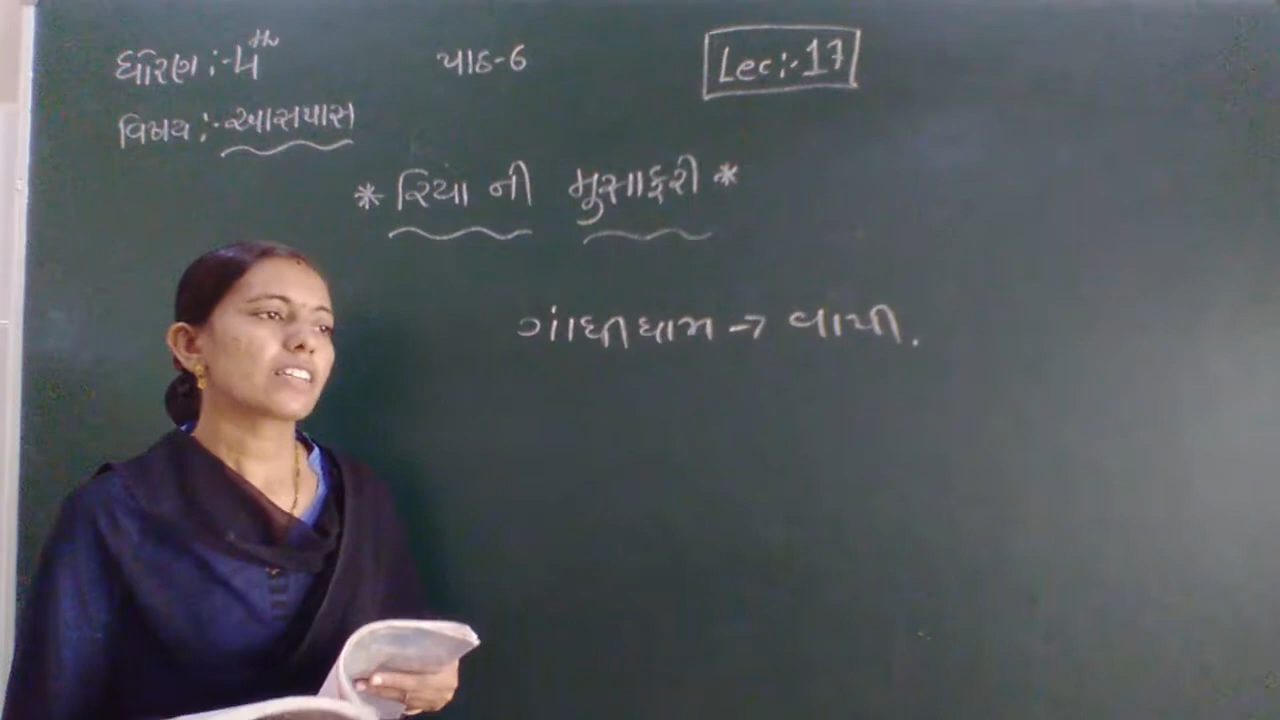 ધોરણ :- 4th
પાઠ-6
Lec:-17
વિષય :- આસપાસ
* રિયા ની મુસાફરી *
ગાંધીધામ → વાપી.